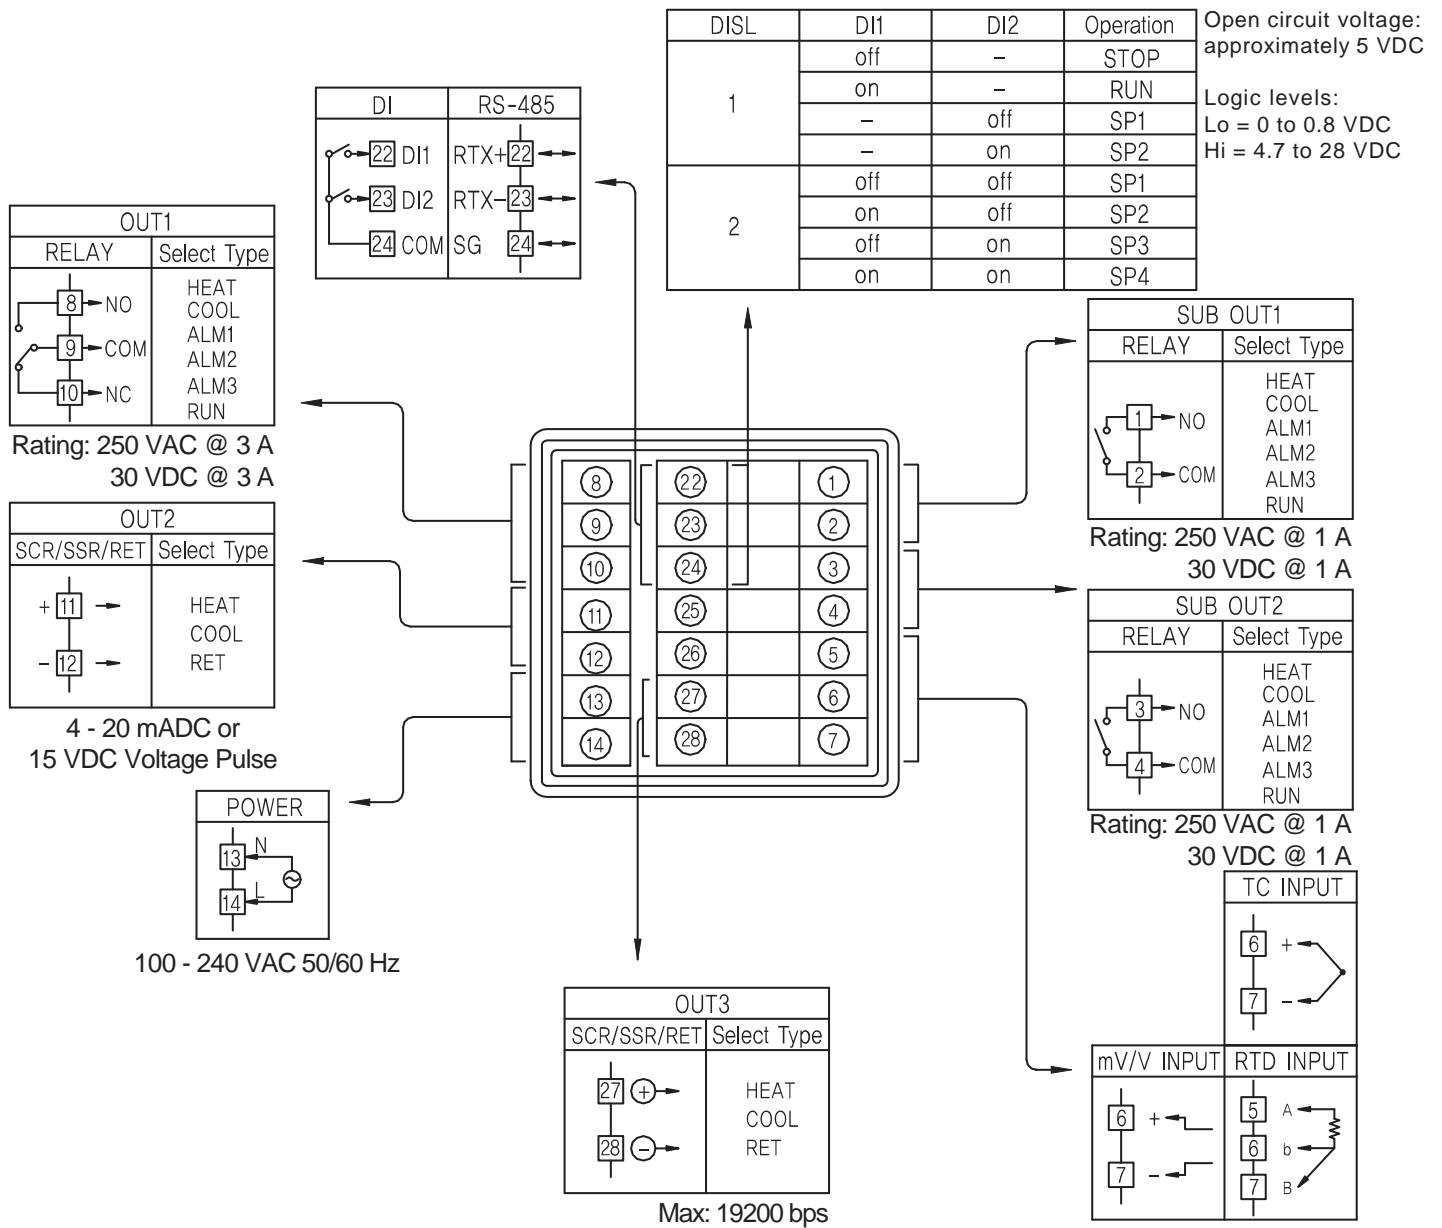 DISL DI1 DI2 Operation
1
off – STOP
on – RUN
– off SP1
– on SP2
2
off off SP1
on off SP2
off on SP3
on on SP4
Open circuit voltage:
approximately 5 VDC
Logic levels:
Lo = 0 to 0.8 VDC
Hi = 4.7 to 28 VDC
DI RS-485
22 DI1 RTX+ 22
23 DI2 RTX- 23
24 COM SG 24
OUT1
RELAY Select Type
8 NO
9 COM
10 NC
HEAT
COOL
ALM1
ALM2
ALM3
RUN
Rating: 250 VAC @ 3 A
30 VDC @ 3 A
OUT2
SCR/SSR/RET Select Type
+ 11
- 12
HEAT
COOL
RET
4 - 20 mADC or
15 VDC Voltage Pulse
POWER
13 N
14 L
100 - 240 VAC 50/60 Hz
8 22 1
9 23 2
10 24 3
11 25 4
12 26 5
13 27 6
14 28 7
SUB OUT1
RELAY Select Type
1 NO
2 COM
HEAT
COOL
ALM1
ALM2
ALM3
RUN
Rating: 250 VAC @ 1 A
30 VDC @ 1 A
SUB OUT2
RELAY Select Type
3 NO
4 COM
HEAT
COOL
ALM1
ALM2
ALM3
RUN
Rating: 250 VAC @ 1 A
30 VDC @ 1 A
TC INPUT
6 +
7 -
mV/V INPUT
6 +
7 -
RTD INPUT
5 A
6 b
7 B
OUT3
SCR/SSR/RET Select Type
27 +
28 -
HEAT
COOL
RET
Max: 19200 bps